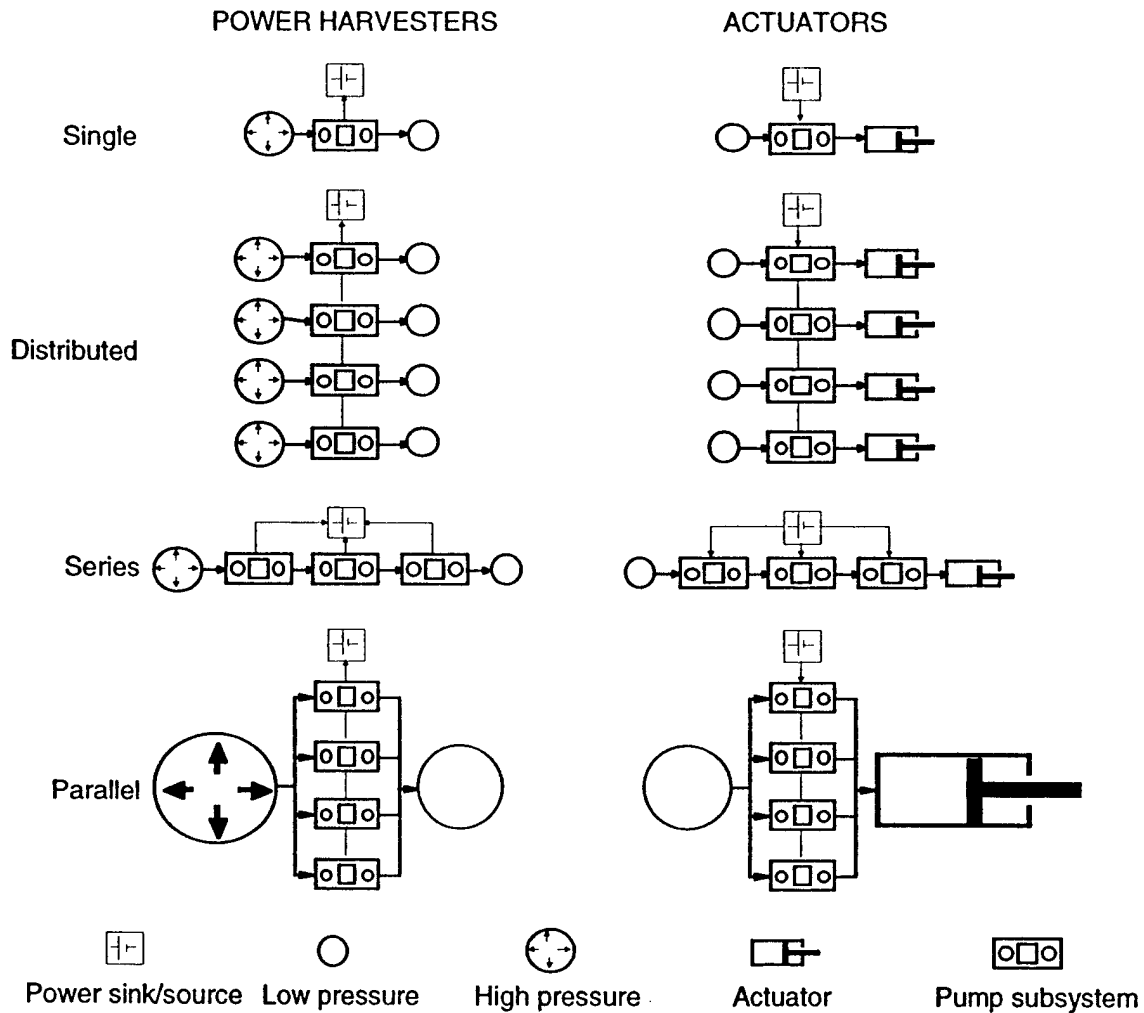 POWER HARVESTERS
ACTUATORS
Single
Distributed
Series
Parallel
Power sink/source
Low pressure
High pressure
Actuator
Pump subsystem